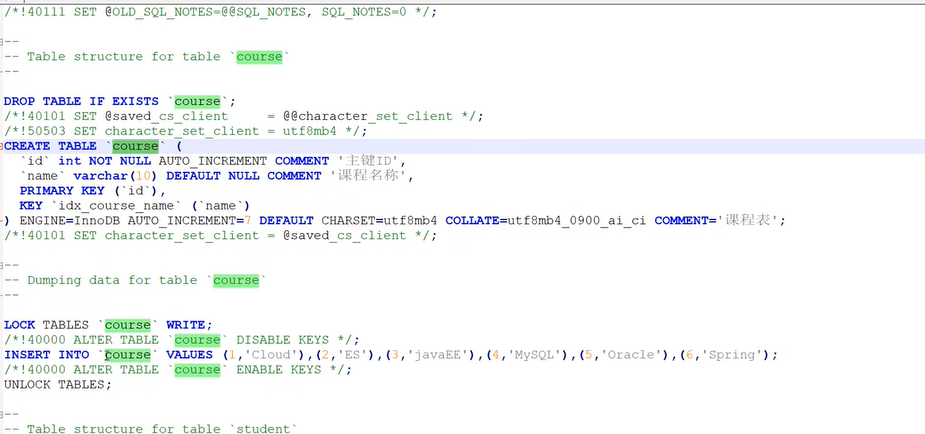 /*!40111 SET @OLD_SQL_NOTES=@@SQL_NOTES, SQL_NOTES=0 */;
--
-- Table structure for table `course`
--
DROP TABLE IF EXISTS `course`;
/*!40101 SET @saved_cs_client     = @@character_set_client */;
/*!50503 SET character_set_client = utf8mb4 */;
CREATE TABLE `course` (
  `id` int NOT NULL AUTO_INCREMENT COMMENT '主键ID',
  `name` varchar(10) DEFAULT NULL COMMENT '课程名称',
  PRIMARY KEY (`id`),
  KEY `idx_course_name` (`name`)
) ENGINE=InnoDB AUTO_INCREMENT=7 DEFAULT CHARSET=utf8mb4 COLLATE=utf8mb4_0900_ai_ci COMMENT='课程表';
/*!40101 SET character_set_client = @saved_cs_client */;
--
-- Dumping data for table `course`
--
LOCK TABLES `course` WRITE;
/*!40000 ALTER TABLE `course` DISABLE KEYS */;
INSERT INTO `course` VALUES (1,'Cloud'),(2,'ES'),(3,'javaEE'),(4,'MySQL'),(5,'Oracle'),(6,'Spring');
/*!40000 ALTER TABLE `course` ENABLE KEYS */;
UNLOCK TABLES;
--
-- Table structure for table `student`